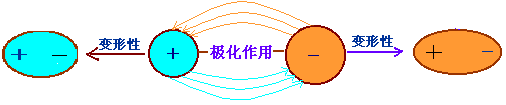 + − 变形性 + 极化作用 − 变形性 + −